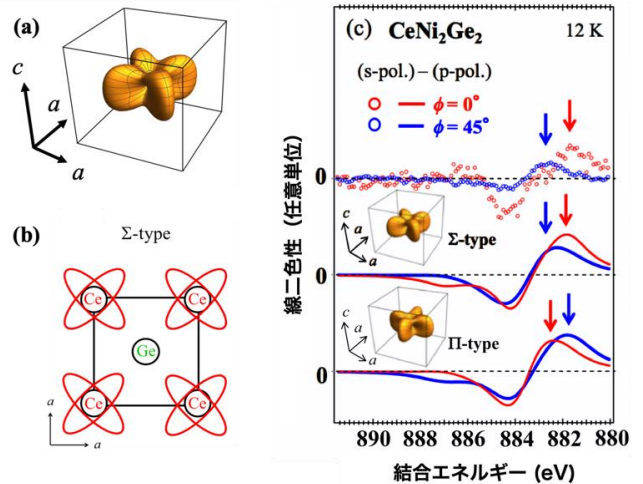 (a)
c
a
a
(b)
Σ-type
Ce
Ce
Ge
Ce
Ce
a
a
(c) CeNi₂Ge₂ 12 K
(s-pol.) – (p-pol.)
ϕ = 0°
ϕ = 45°
0
c
a
a
Σ-type
0
c
a
a
Π-type
0
線二色性 (任意単位)
890 888 886 884 882 880
結合エネルギー (eV)